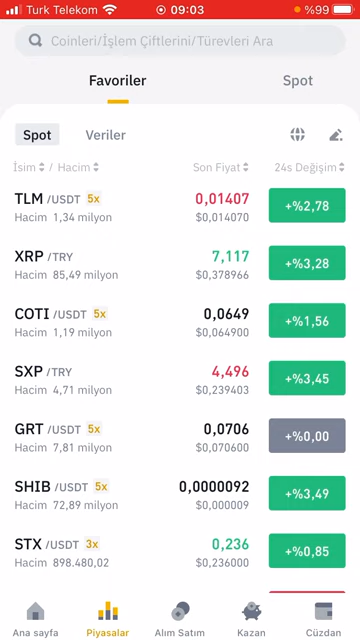 Turk Telekom 09:03 %99
Coinleri/İşlem Çiftlerini/Türevleri Ara
Favoriler Spot
Spot Veriler
İsim / Hacim Son Fiyat 24s Değişim
TLM /USDT 5x 0,01407 +%2,78
Hacim 1,34 milyon $0,014070
XRP /TRY 7,117 +%3,28
Hacim 85,49 milyon $0,378966
COTI /USDT 5x 0,0649 +%1,56
Hacim 1,19 milyon $0,064900
SXP /TRY 4,496 +%3,45
Hacim 4,71 milyon $0,239403
GRT /USDT 5x 0,0706 +%0,00
Hacim 7,81 milyon $0,070600
SHIB /USDT 5x 0,0000092 +%3,49
Hacim 72,89 milyon $0,000009
STX /USDT 3x 0,236 +%0,85
Hacim 898.480,02 $0,236000
Ana sayfa Piyasalar Alım Satım Kazan Cüzdan